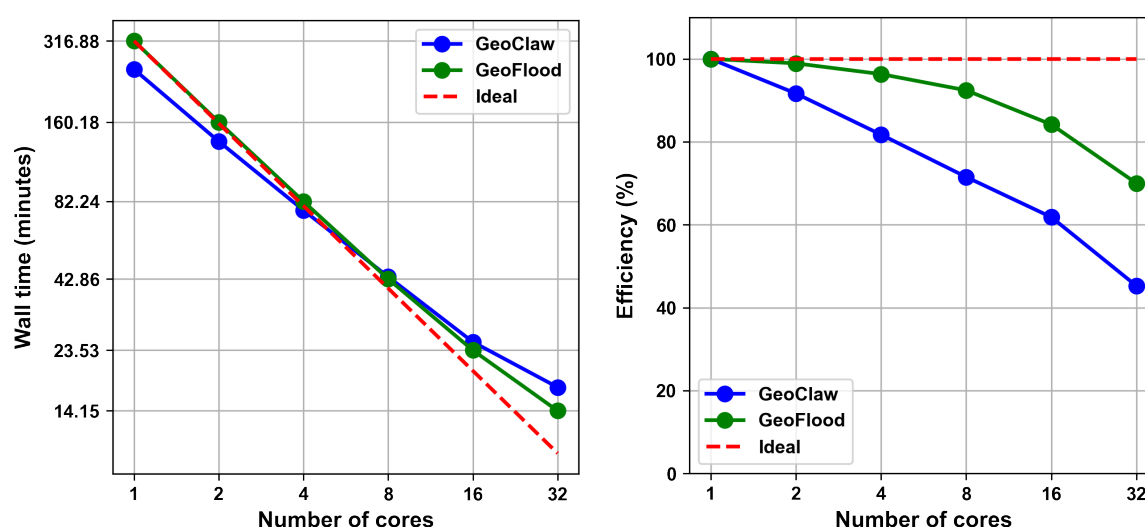 316.88
160.18
82.24
42.86
23.53
14.15
Wall time (minutes)
1 2 4 8 16 32
Number of cores
GeoClaw
GeoFlood
Ideal
100
80
60
40
20
0
Efficiency (%)
1 2 4 8 16 32
Number of cores
GeoClaw
GeoFlood
Ideal